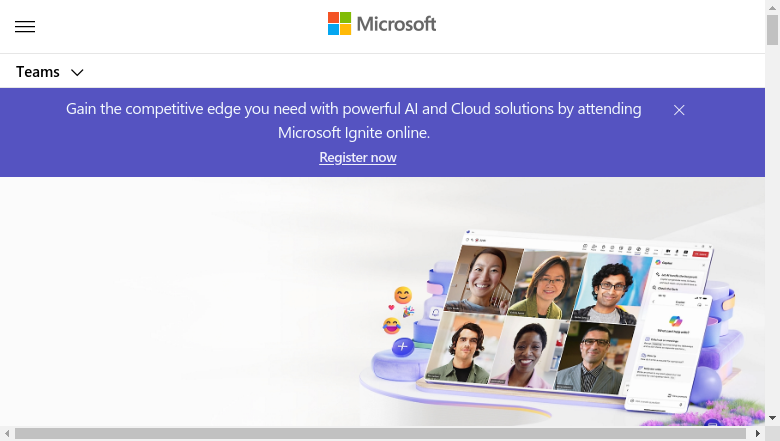 Microsoft
Teams
Gain the competitive edge you need with powerful AI and Cloud solutions by attending
Microsoft Ignite online.
Register now
Copilot